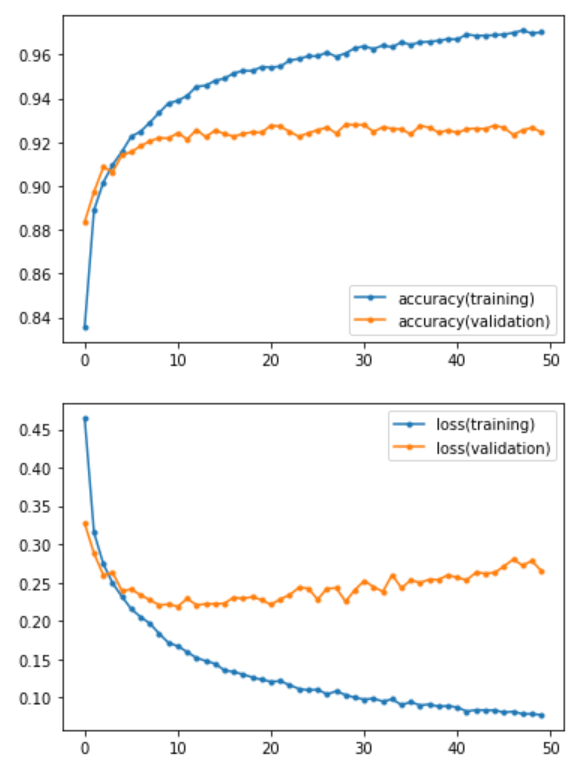 0.96
0.94
0.92
0.90
0.88
0.86
0.84
accuracy(training)
accuracy(validation)
0 10 20 30 40 50
0.45
0.40
0.35
0.30
0.25
0.20
0.15
0.10
loss(training)
loss(validation)
0 10 20 30 40 50